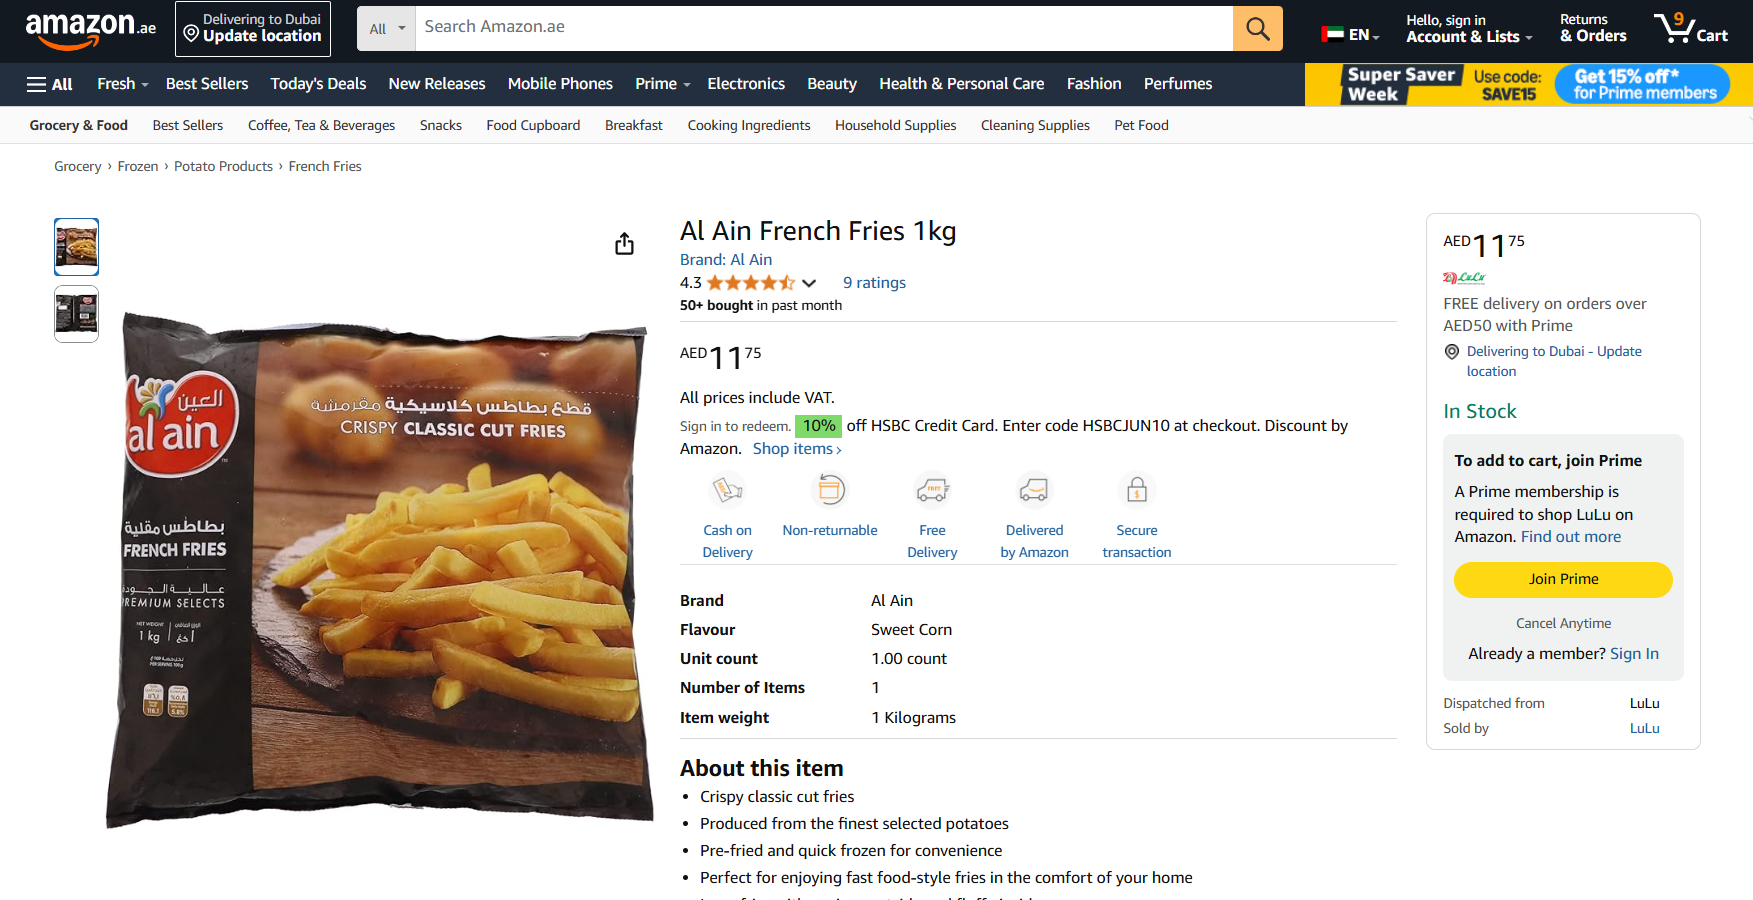 amazon.ae
Delivering to Dubai
Update location
All
Search Amazon.ae
EN
Hello, sign in
Account & Lists
Returns
& Orders
9
Cart
All
Fresh
Best Sellers
Today's Deals
New Releases
Mobile Phones
Prime
Electronics
Beauty
Health & Personal Care
Fashion
Perfumes
Super Saver
Week
Use code:
SAVE15
Get 15% off*
for Prime members
Grocery & Food
Best Sellers
Coffee, Tea & Beverages
Snacks
Food Cupboard
Breakfast
Cooking Ingredients
Household Supplies
Cleaning Supplies
Pet Food
Grocery › Frozen › Potato Products › French Fries
العين
al ain
قطع بطاطس كلاسيكية مقرمشة
CRISPY CLASSIC CUT FRIES
بطاطس مقلية
FRENCH FRIES
عالية الجودة
PREMIUM SELECTS
NET WEIGHT
1 kg
Al Ain French Fries 1kg
Brand: Al Ain
4.3
9 ratings
50+ bought in past month
AED 11 75
All prices include VAT.
Sign in to redeem. 10% off HSBC Credit Card. Enter code HSBCJUN10 at checkout. Discount by
Amazon. Shop items ›
FREE
Cash on
Delivery
Non-returnable
Free
Delivery
Delivered
by Amazon
Secure
transaction
Brand Al Ain
Flavour Sweet Corn
Unit count 1.00 count
Number of Items 1
Item weight 1 Kilograms
About this item
• Crispy classic cut fries
• Produced from the finest selected potatoes
• Pre-fried and quick frozen for convenience
• Perfect for enjoying fast food-style fries in the comfort of your home
AED 11 75
LuLu
FREE delivery on orders over
AED50 with Prime
Delivering to Dubai - Update
location
In Stock
To add to cart, join Prime
A Prime membership is
required to shop LuLu on
Amazon. Find out more
Join Prime
Cancel Anytime
Already a member? Sign In
Dispatched from LuLu
Sold by LuLu